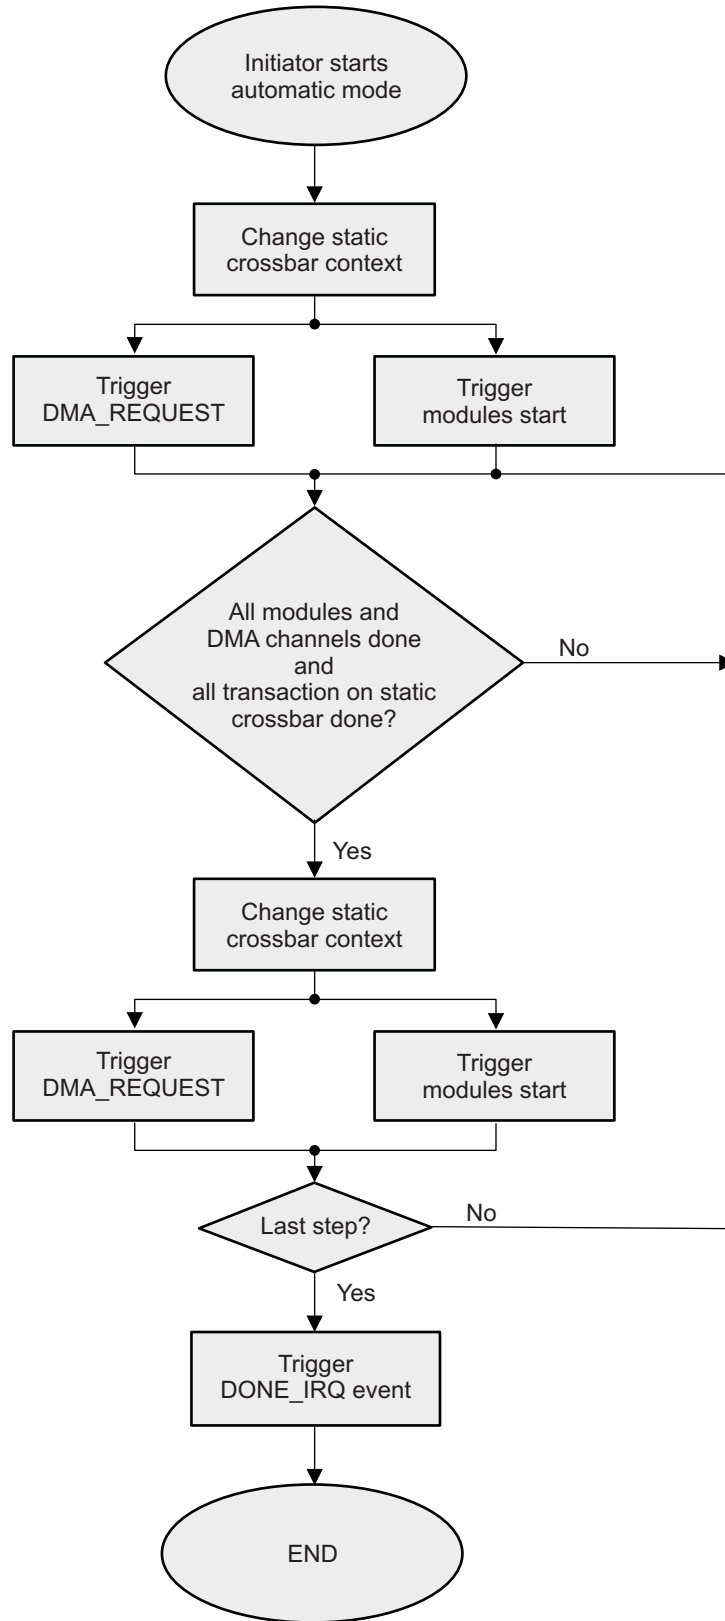 Initiator starts
automatic mode
Change static
crossbar context
Trigger
DMA_REQUEST
Trigger
modules start
All modules and
DMA channels done
and
all transaction on static
crossbar done?
No
Yes
Change static
crossbar context
Trigger
DMA_REQUEST
Trigger
modules start
Last step?
No
Yes
Trigger
DONE_IRQ event
END